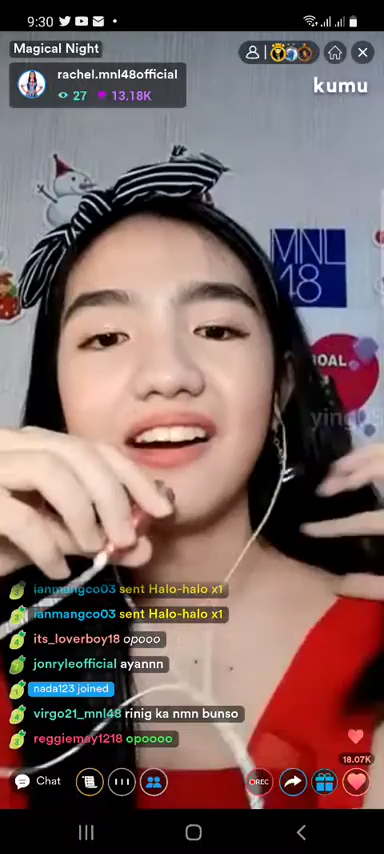 9:30
Magical Night
rachel.mnl48official
27 13.18K
kumu
MNL
48
GOAL
ianmangco03 sent Halo-halo x1
ianmangco03 sent Halo-halo x1
its_loverboy18 opooo
jonryleofficial ayannn
nada123 joined
virgo21_mnl48 rinig ka nmn bunso
reggiemay1218 opoooo
18.07K
Chat
REC